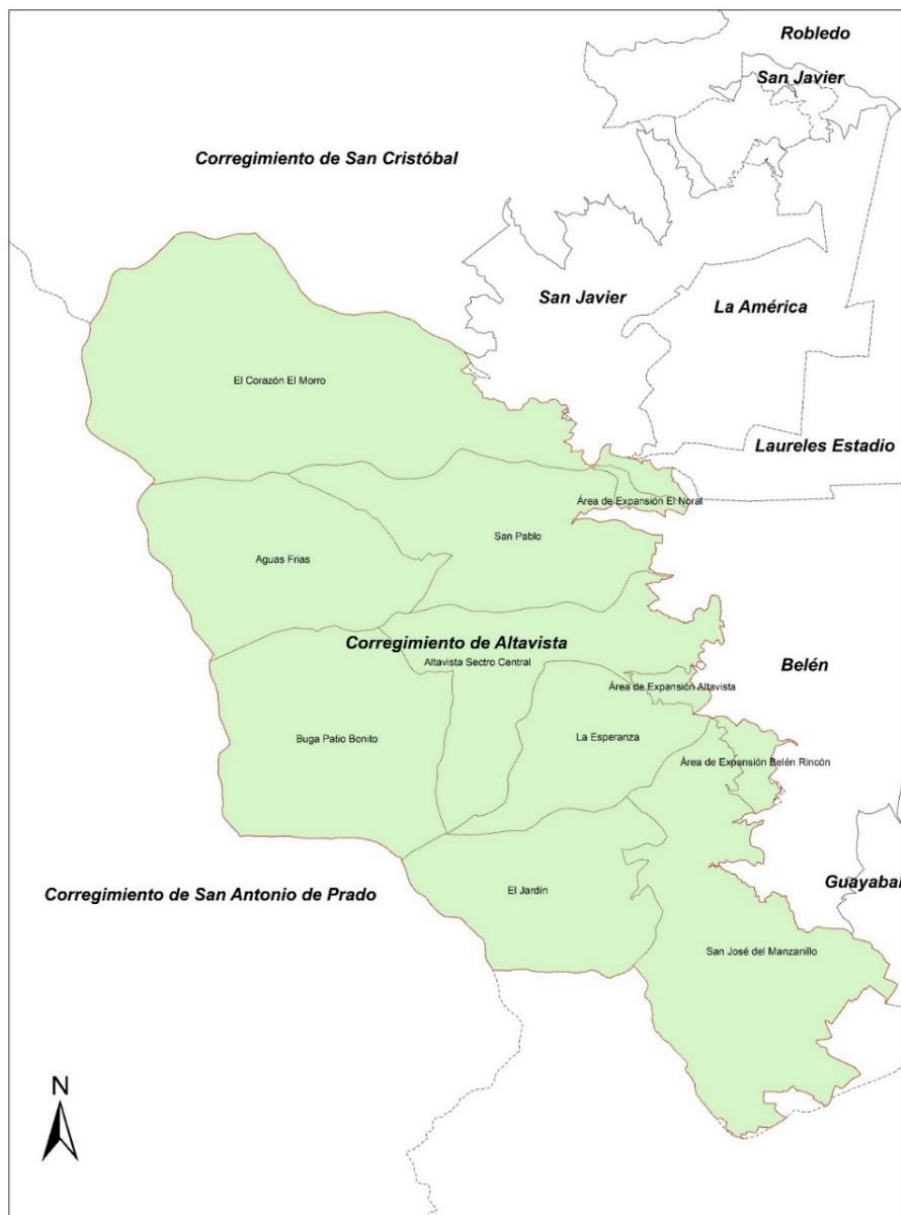 Robledo
San Javier
Corregimiento de San Cristóbal
San Javier
La América
El Corazón El Morro
Laureles Estadio
Área de Expansión El Noral
San Pablo
Aguas Frias
Corregimiento de Altavista
Altavista Sectro Central
Belén
Área de Expansión Altavista
Buga Patio Bonito
La Esperanza
Área de Expansión Belén Rincón
Guayabal
Corregimiento de San Antonio de Prado
El Jardín
San José del Manzanillo
N